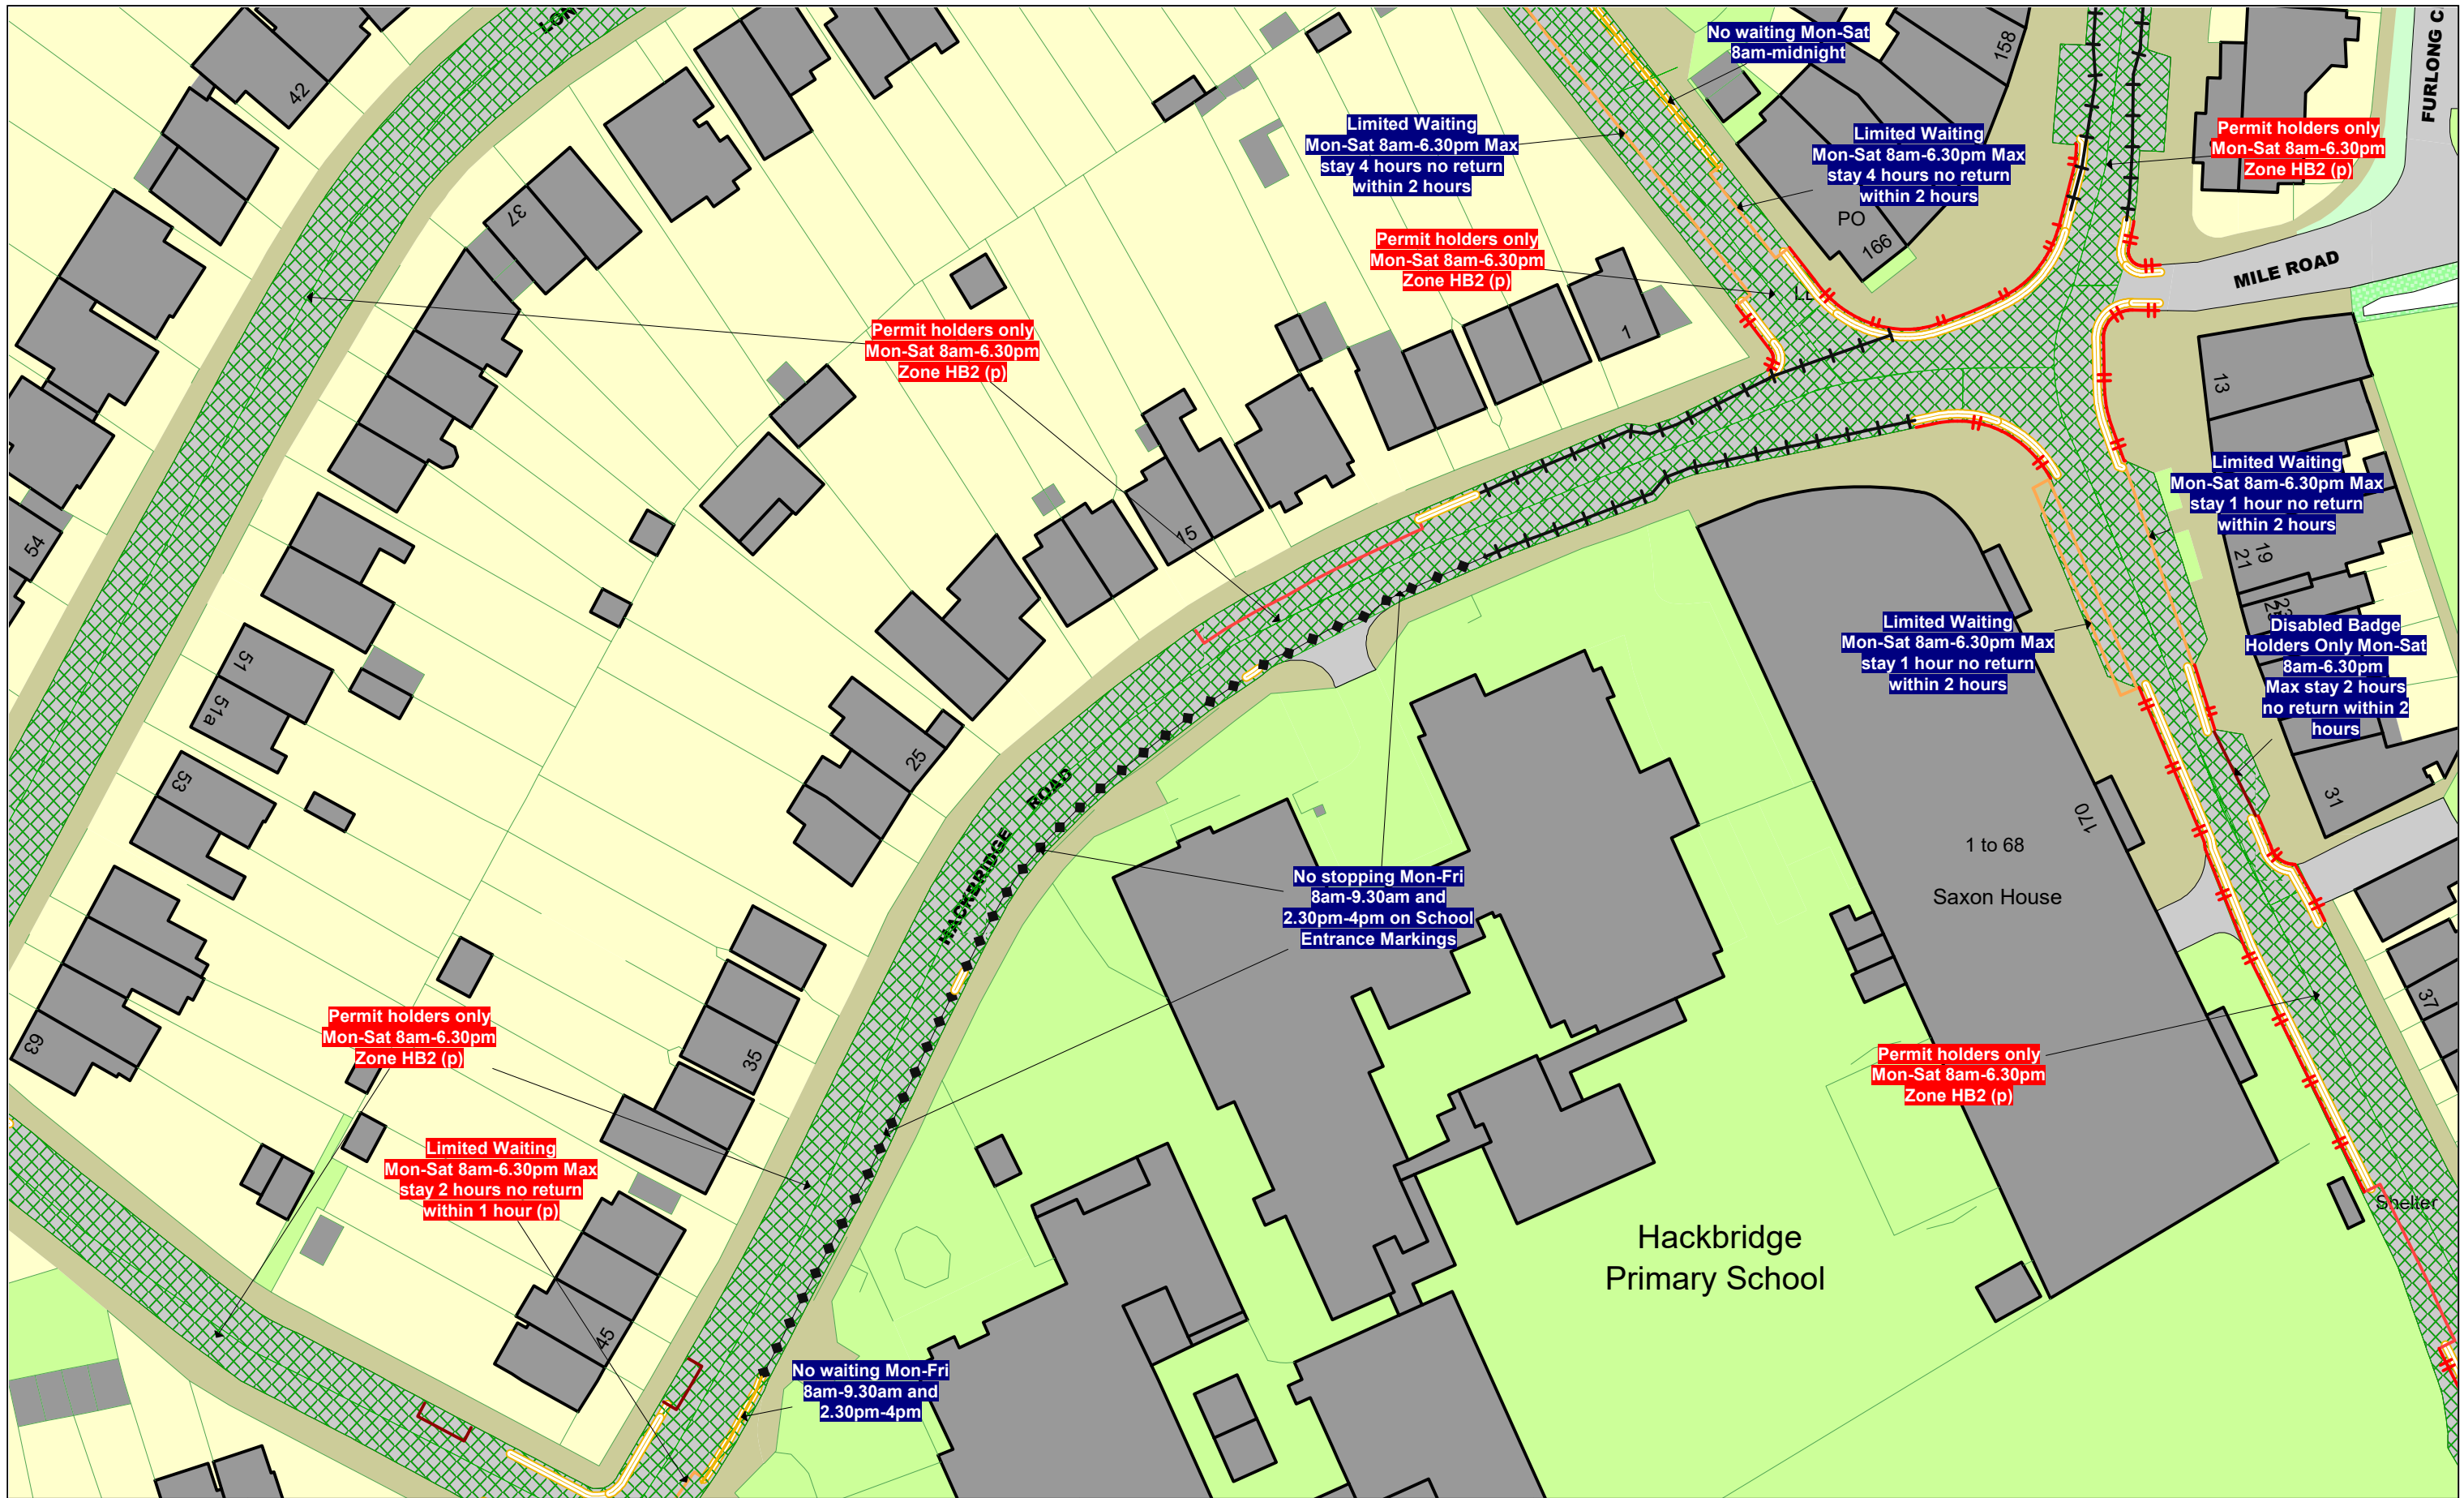 No waiting Mon-Sat
8am-midnight
158
42
Limited Waiting
Mon-Sat 8am-6.30pm Max
stay 4 hours no return
within 2 hours
Limited Waiting
Mon-Sat 8am-6.30pm Max
stay 4 hours no return
within 2 hours
Permit holders only
Mon-Sat 8am-6.30pm
Zone HB2 (p)
FURLONG C
PO
166
37
Permit holders only
Mon-Sat 8am-6.30pm
Zone HB2 (p)
MILE ROAD
1
Permit holders only
Mon-Sat 8am-6.30pm
Zone HB2 (p)
13
Limited Waiting
Mon-Sat 8am-6.30pm Max
stay 1 hour no return
within 2 hours
15
54
19
21
51
51a
Limited Waiting
Mon-Sat 8am-6.30pm Max
stay 1 hour no return
within 2 hours
Disabled Badge
Holders Only Mon-Sat
8am-6.30pm
Max stay 2 hours
no return within 2
hours
25
53
31
170
HACKBRIDGE ROAD
1 to 68
Saxon House
No stopping Mon-Fri
8am-9.30am and
2.30pm-4pm on School
Entrance Markings
37
Permit holders only
Mon-Sat 8am-6.30pm
Zone HB2 (p)
63
35
Permit holders only
Mon-Sat 8am-6.30pm
Zone HB2 (p)
Limited Waiting
Mon-Sat 8am-6.30pm Max
stay 2 hours no return
within 1 hour (p)
Shelter
Hackbridge
Primary School
45
No waiting Mon-Fri
8am-9.30am and
2.30pm-4pm